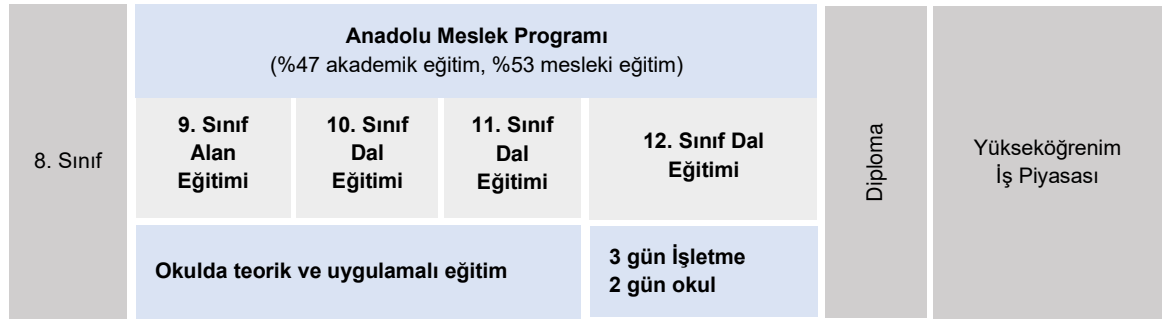 8. Sınıf
Anadolu Meslek Programı
(%47 akademik eğitim, %53 mesleki eğitim)
9. Sınıf
Alan
Eğitimi
10. Sınıf
Dal
Eğitimi
11. Sınıf
Dal
Eğitimi
12. Sınıf Dal
Eğitimi
Okulda teorik ve uygulamalı eğitim
3 gün İşletme
2 gün okul
Diploma
Yükseköğrenim
İş Piyasası